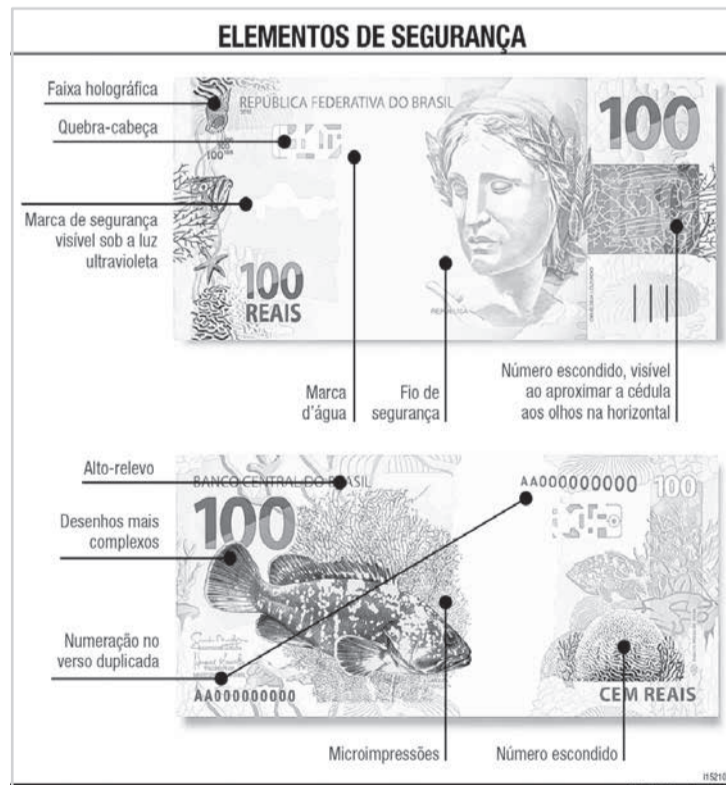 ELEMENTOS DE SEGURANÇA
Faixa holográfica
Quebra-cabeça
Marca de segurança
visível sob a luz
ultravioleta
REPÚBLICA FEDERATIVA DO BRASIL
100
100
REAIS
100
REPÚBLICA
Marca
d'água
Fio de
segurança
Número escondido, visível
ao aproximar a cédula
aos olhos na horizontal
Alto-relevo
Desenhos mais
complexos
Numeração no
verso duplicada
BANCO CENTRAL DO BRASIL
100
AA000000000
AA000000000
100
CEM REAIS
Microimpressões
Número escondido